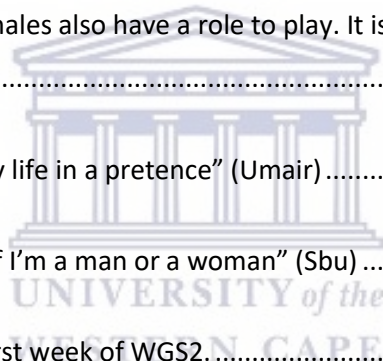 nales also have a role to play. It is
................................................................
y life in a pretence” (Umair)........
f I’m a man or a woman” (Sbu)....
UNIVERSITY of the
rst week of WGS2.......................
WESTERN CAPE